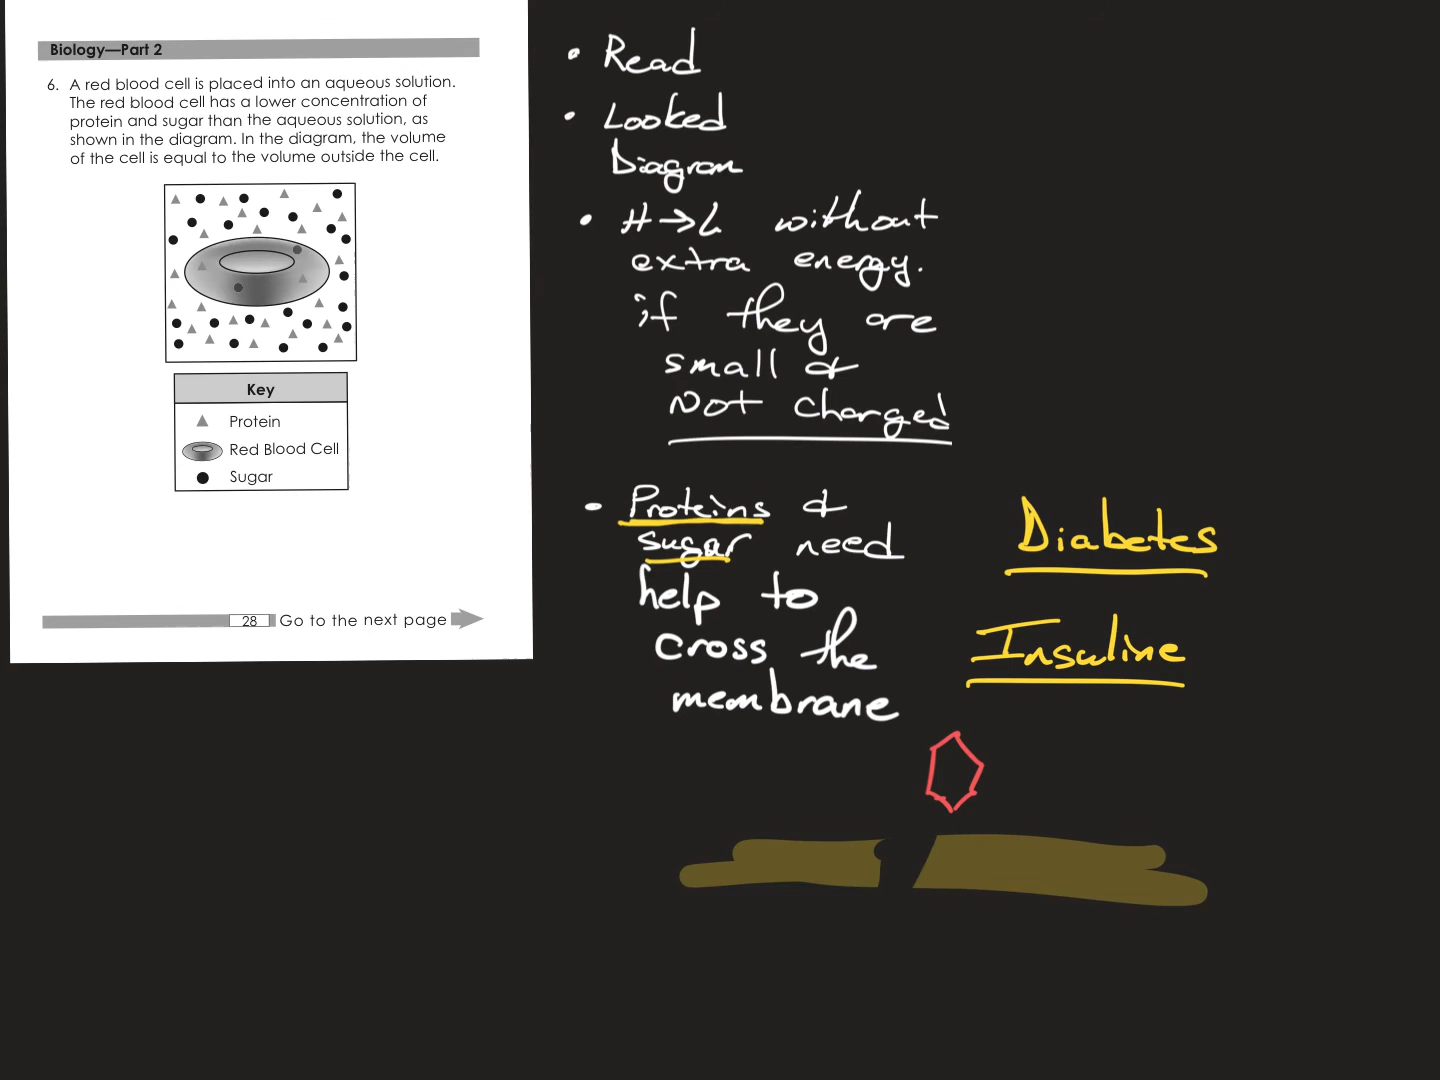 Biology—Part 2
6. A red blood cell is placed into an aqueous solution.
The red blood cell has a lower concentration of
protein and sugar than the aqueous solution, as
shown in the diagram. In the diagram, the volume
of the cell is equal to the volume outside the cell.
Key
Protein
Red Blood Cell
Sugar
28 Go to the next page
• Read
• Looked
Diagram
• H→L without
extra energy.
if they are
small &
Not Charged
• Proteins &
sugar need
help to
cross the
membrane
Diabetes
Insuline